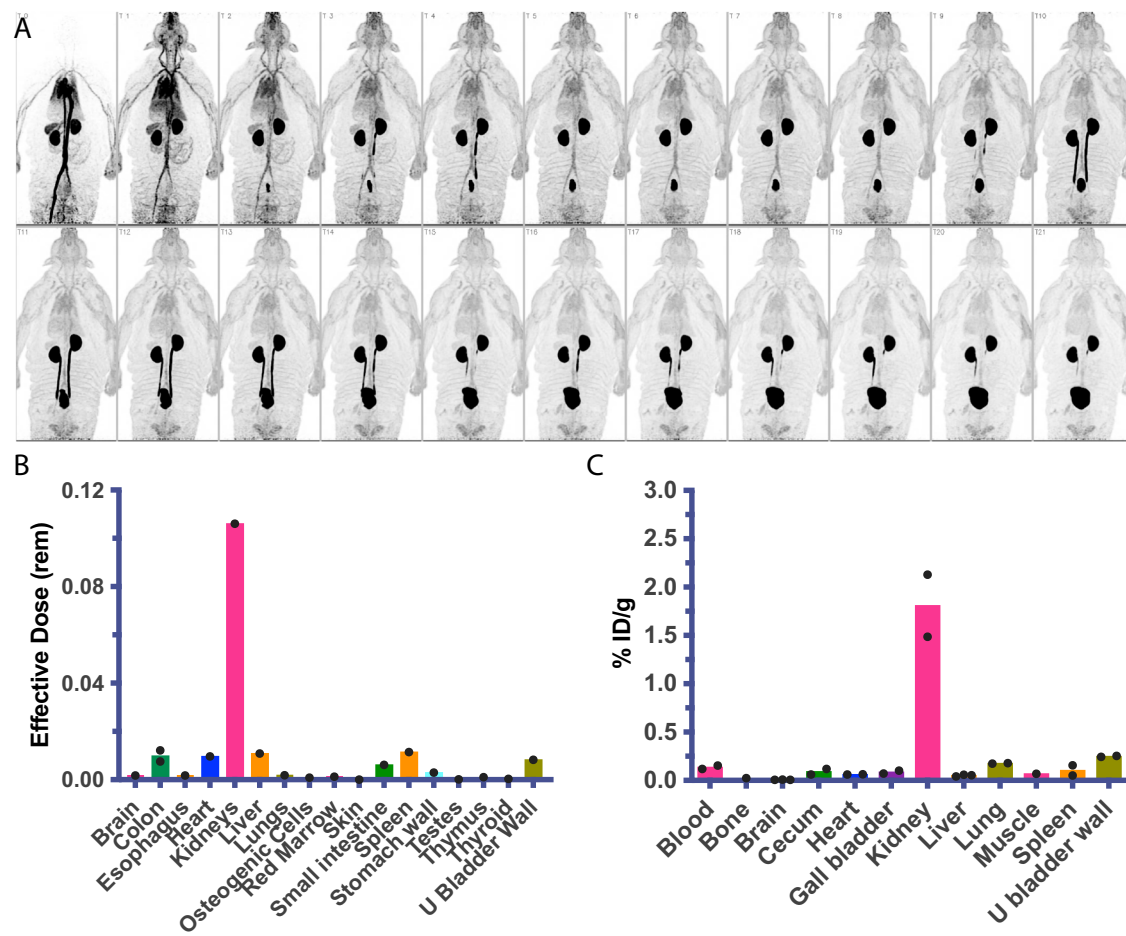 A
T 0 T 1 T 2 T 3 T 4 T 5 T 6 T 7 T 8 T 9 T10
T11 T12 T13 T14 T15 T16 T17 T18 T19 T20 T21
B
0.12
0.08
0.04
0.00
Effective Dose (rem)
Brain
Colon
Esophagus
Heart
Kidneys
Liver
Lungs
Osteogenic Cells
Red Marrow
Skin
Small intestine
Spleen
Stomach wall
Testes
Thymus
Thyroid
U Bladder Wall
C
3.0
2.5
2.0
1.5
1.0
0.5
0.0
% ID/g
Blood
Bone
Brain
Cecum
Heart
Gall bladder
Kidney
Liver
Lung
Muscle
Spleen
U bladder wall